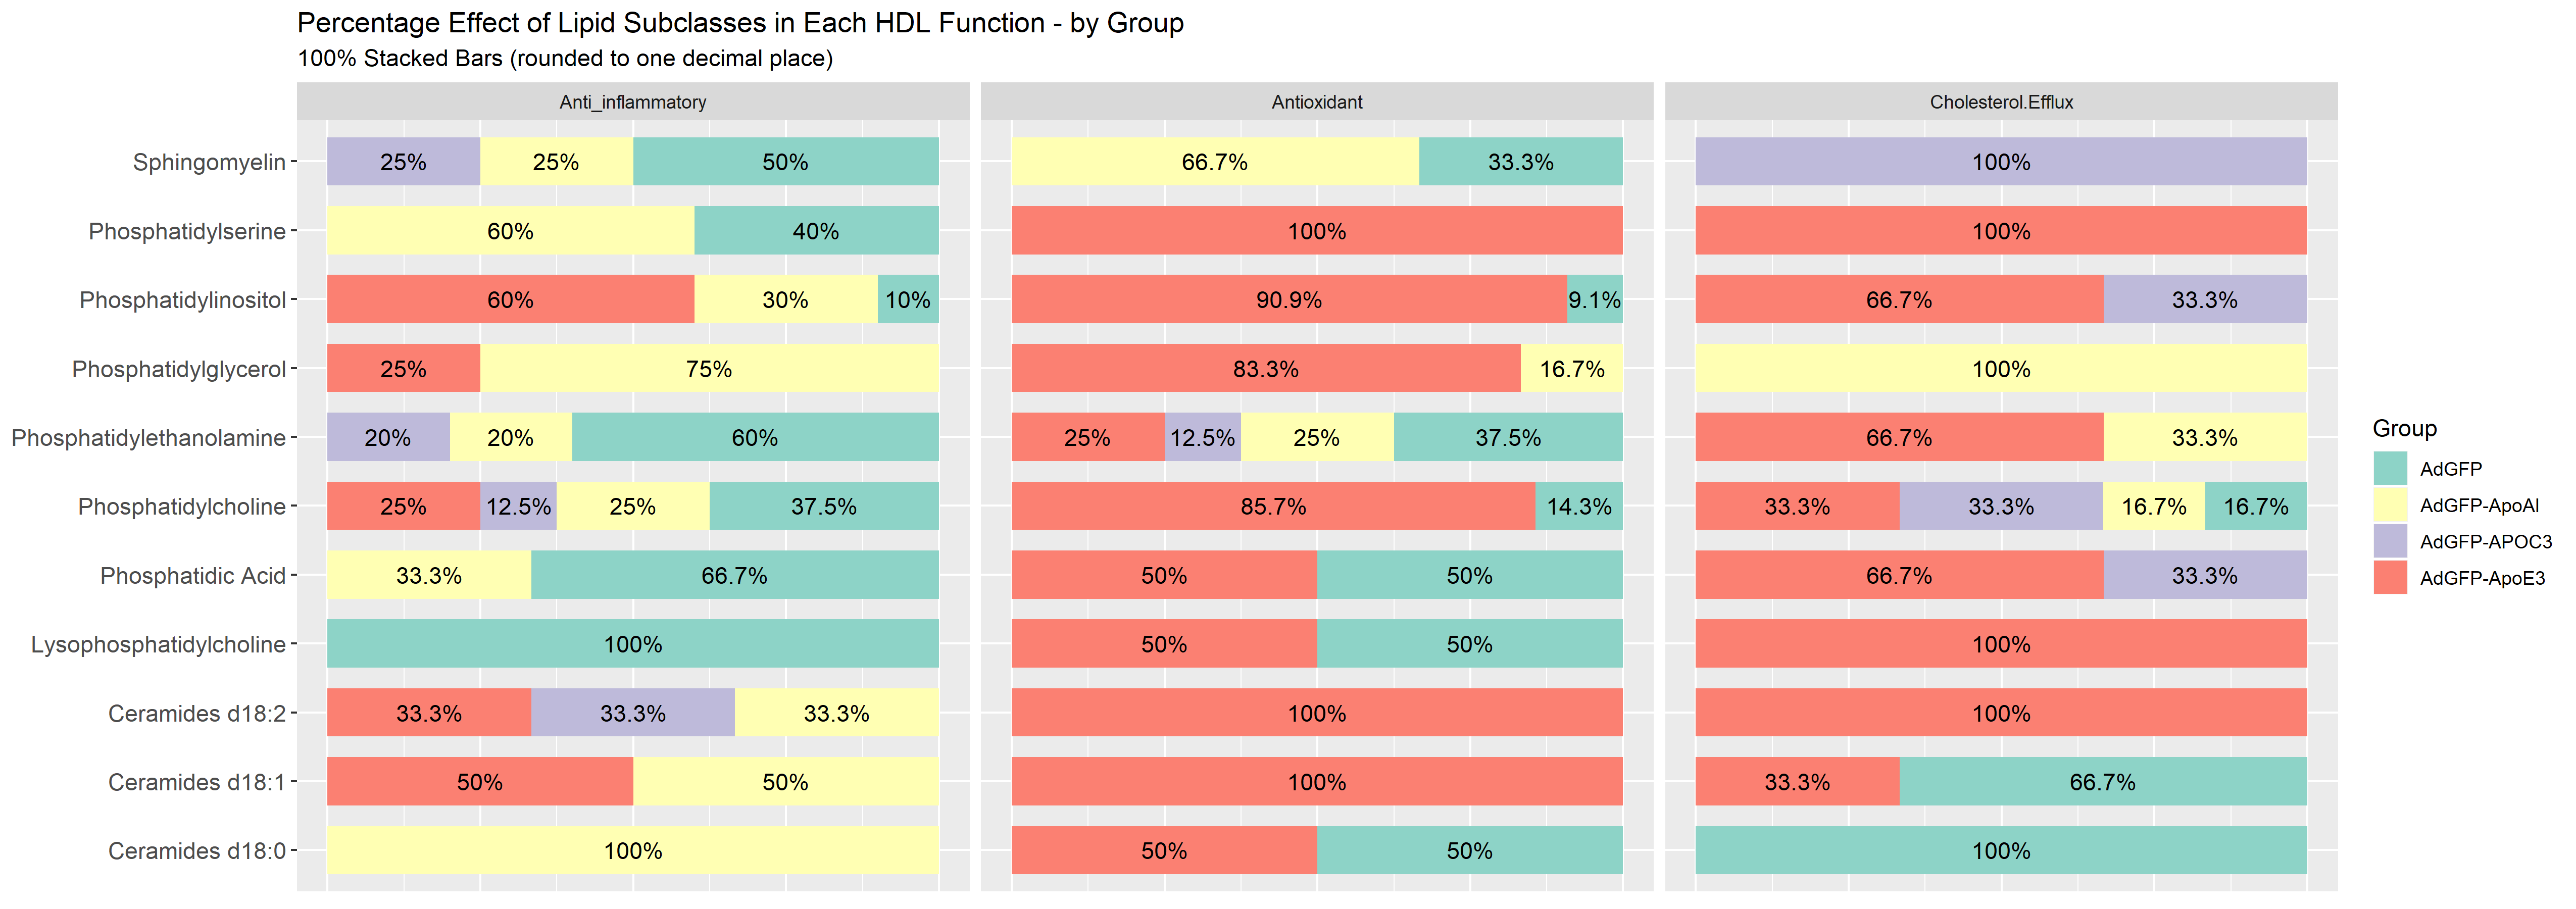 Percentage Effect of Lipid Subclasses in Each HDL Function - by Group
100% Stacked Bars (rounded to one decimal place)
Anti_inflammatory Antioxidant Cholesterol.Efflux
Sphingomyelin 25% 25% 50% 66.7% 33.3% 100%
Phosphatidylserine 60% 40% 100% 100%
Phosphatidylinositol 60% 30% 10% 90.9% 9.1% 66.7% 33.3%
Phosphatidylglycerol 25% 75% 83.3% 16.7% 100%
Phosphatidylethanolamine 20% 20% 60% 25% 12.5% 25% 37.5% 66.7% 33.3%
Phosphatidylcholine 25% 12.5% 25% 37.5% 85.7% 14.3% 33.3% 33.3% 16.7% 16.7%
Phosphatidic Acid 33.3% 66.7% 50% 50% 66.7% 33.3%
Lysophosphatidylcholine 100% 50% 50% 100%
Ceramides d18:2 33.3% 33.3% 33.3% 100% 100%
Ceramides d18:1 50% 50% 100% 33.3% 66.7%
Ceramides d18:0 100% 50% 50% 100%
Group
AdGFP
AdGFP-ApoAI
AdGFP-APOC3
AdGFP-ApoE3